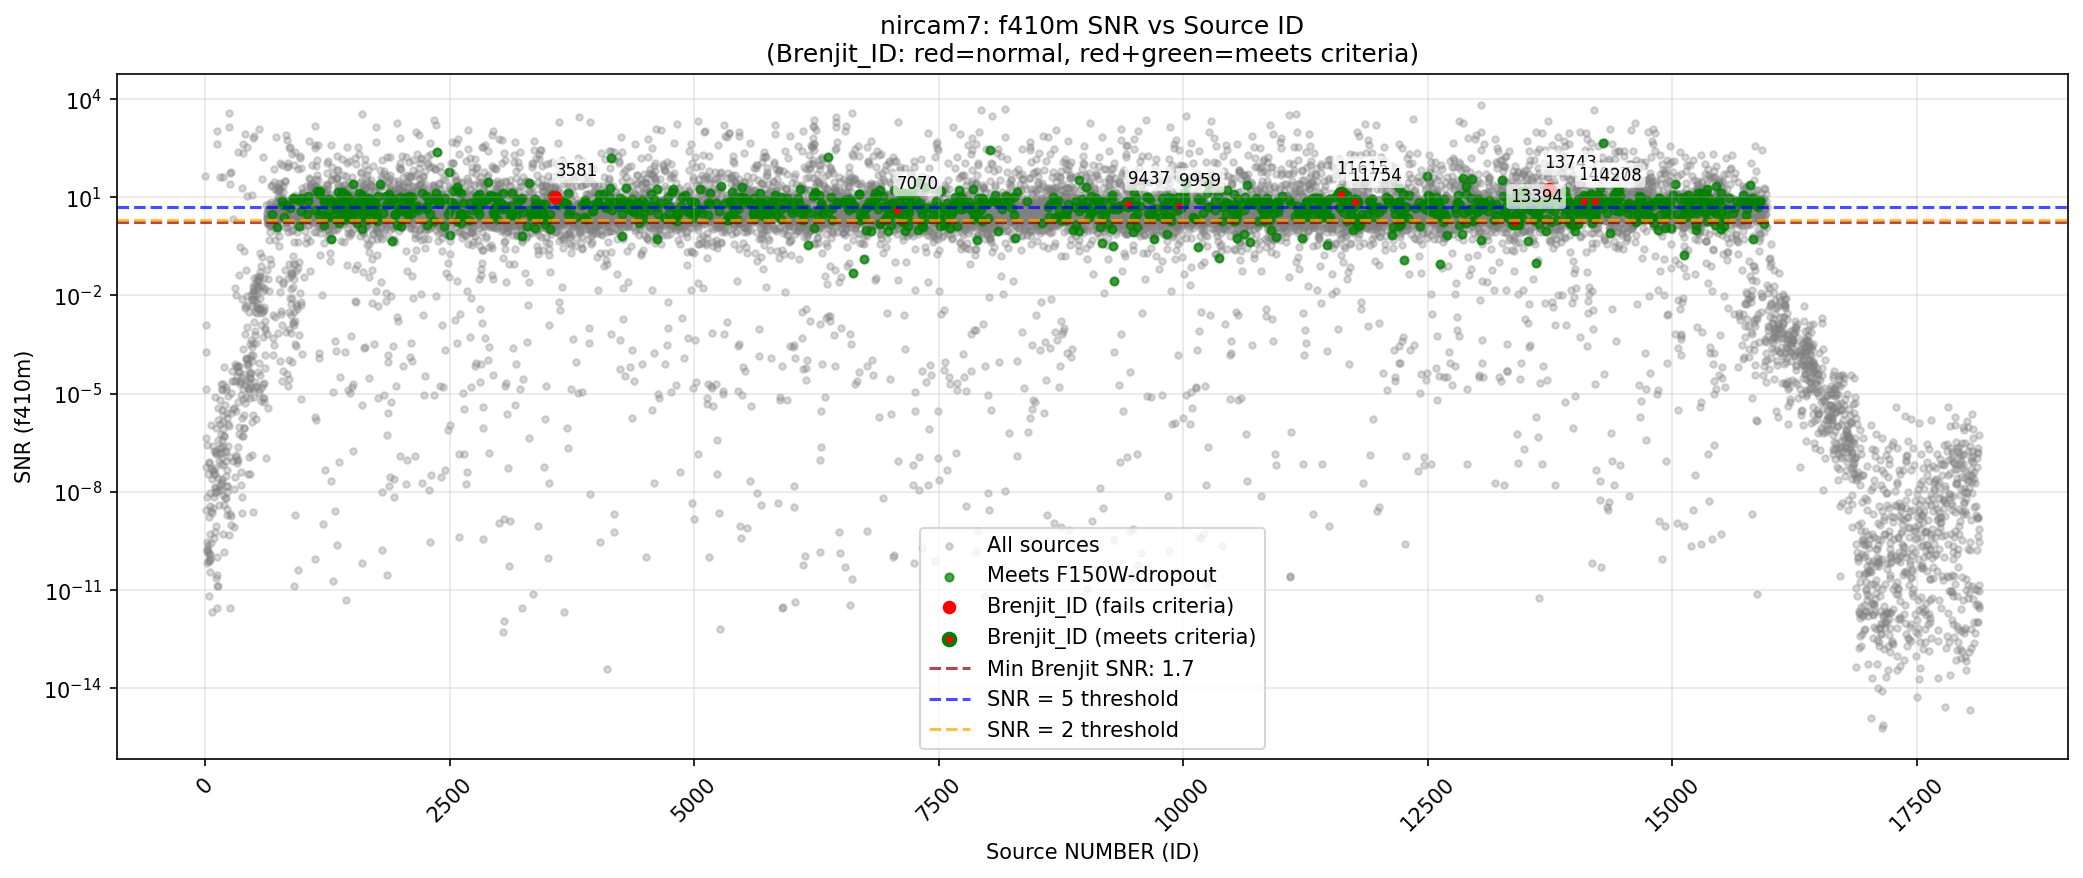 nircam7: f410m SNR vs Source ID
(Brenjit_ID: red=normal, red+green=meets criteria)
SNR (f410m)
10^4
10^1
10^-2
10^-5
10^-8
10^-11
10^-14
3581
7070
9437
9959
11754
13394
13743
14208
All sources
Meets F150W-dropout
Brenjit_ID (fails criteria)
Brenjit_ID (meets criteria)
Min Brenjit SNR: 1.7
SNR = 5 threshold
SNR = 2 threshold
0
2500
5000
7500
10000
12500
15000
17500
Source NUMBER (ID)